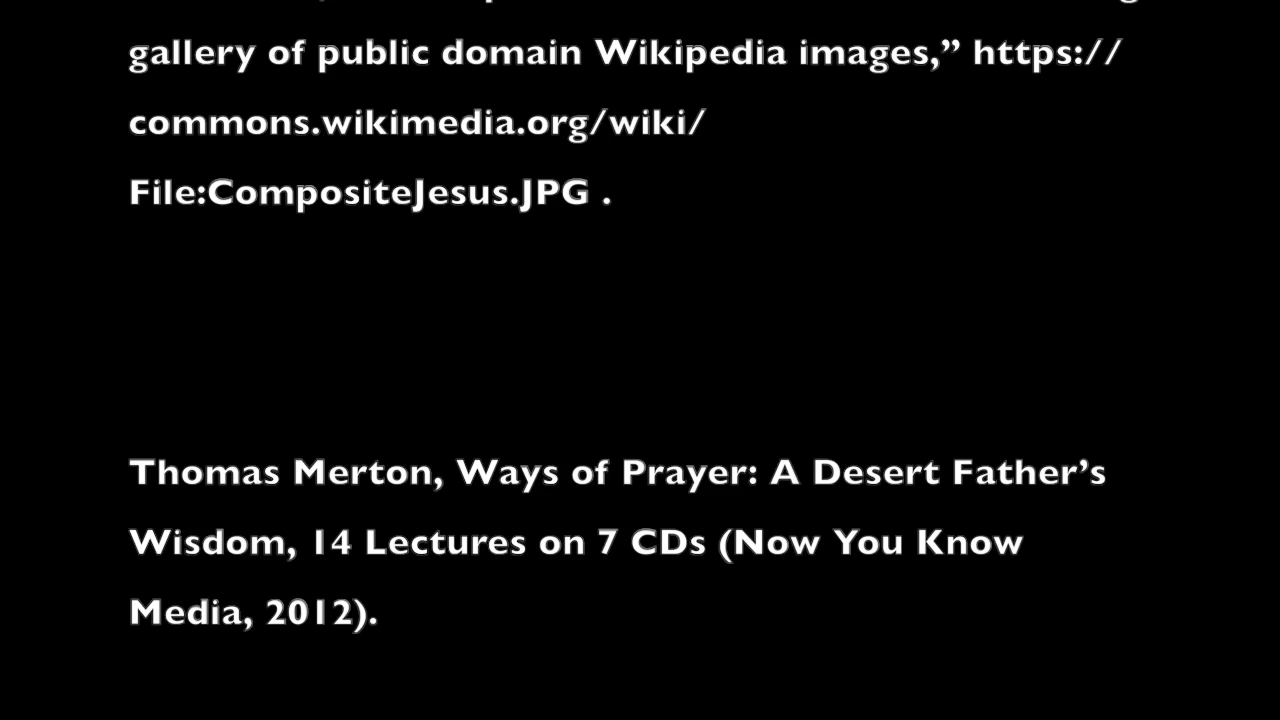 gallery of public domain Wikipedia images,” https://
commons.wikimedia.org/wiki/
File:CompositeJesus.JPG .
Thomas Merton, Ways of Prayer: A Desert Father’s
Wisdom, 14 Lectures on 7 CDs (Now You Know
Media, 2012).